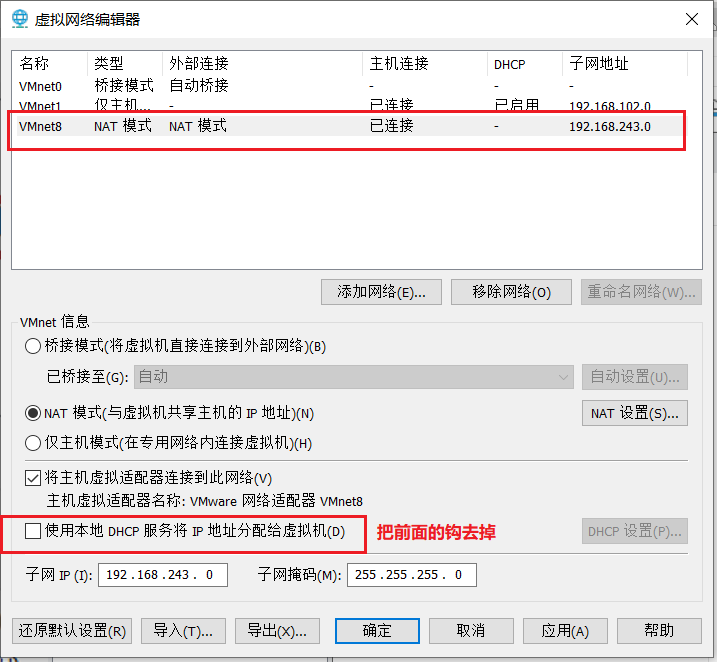 虚拟网络编辑器
名称 类型 外部连接 主机连接 DHCP 子网地址
VMnet0 桥接模式 自动桥接 - - -
VMnet1 仅主机... - 已连接 已启用 192.168.102.0
VMnet8 NAT 模式 NAT 模式 已连接 - 192.168.243.0
添加网络(E)... 移除网络(O) 重命名网络(W)...
VMnet 信息
桥接模式(将虚拟机直接连接到外部网络)(B)
已桥接至(G): 自动 自动设置(U)...
NAT 模式(与虚拟机共享主机的 IP 地址)(N) NAT 设置(S)...
仅主机模式(在专用网络内连接虚拟机)(H)
将主机虚拟适配器连接到此网络(V)
主机虚拟适配器名称: VMware 网络适配器 VMnet8
使用本地 DHCP 服务将 IP 地址分配给虚拟机(D) 把前面的钩去掉 DHCP 设置(P)...
子网 IP (I): 192.168.243. 0 子网掩码(M): 255.255.255. 0
还原默认设置(R) 导入(T)... 导出(X)... 确定 取消 应用(A) 帮助